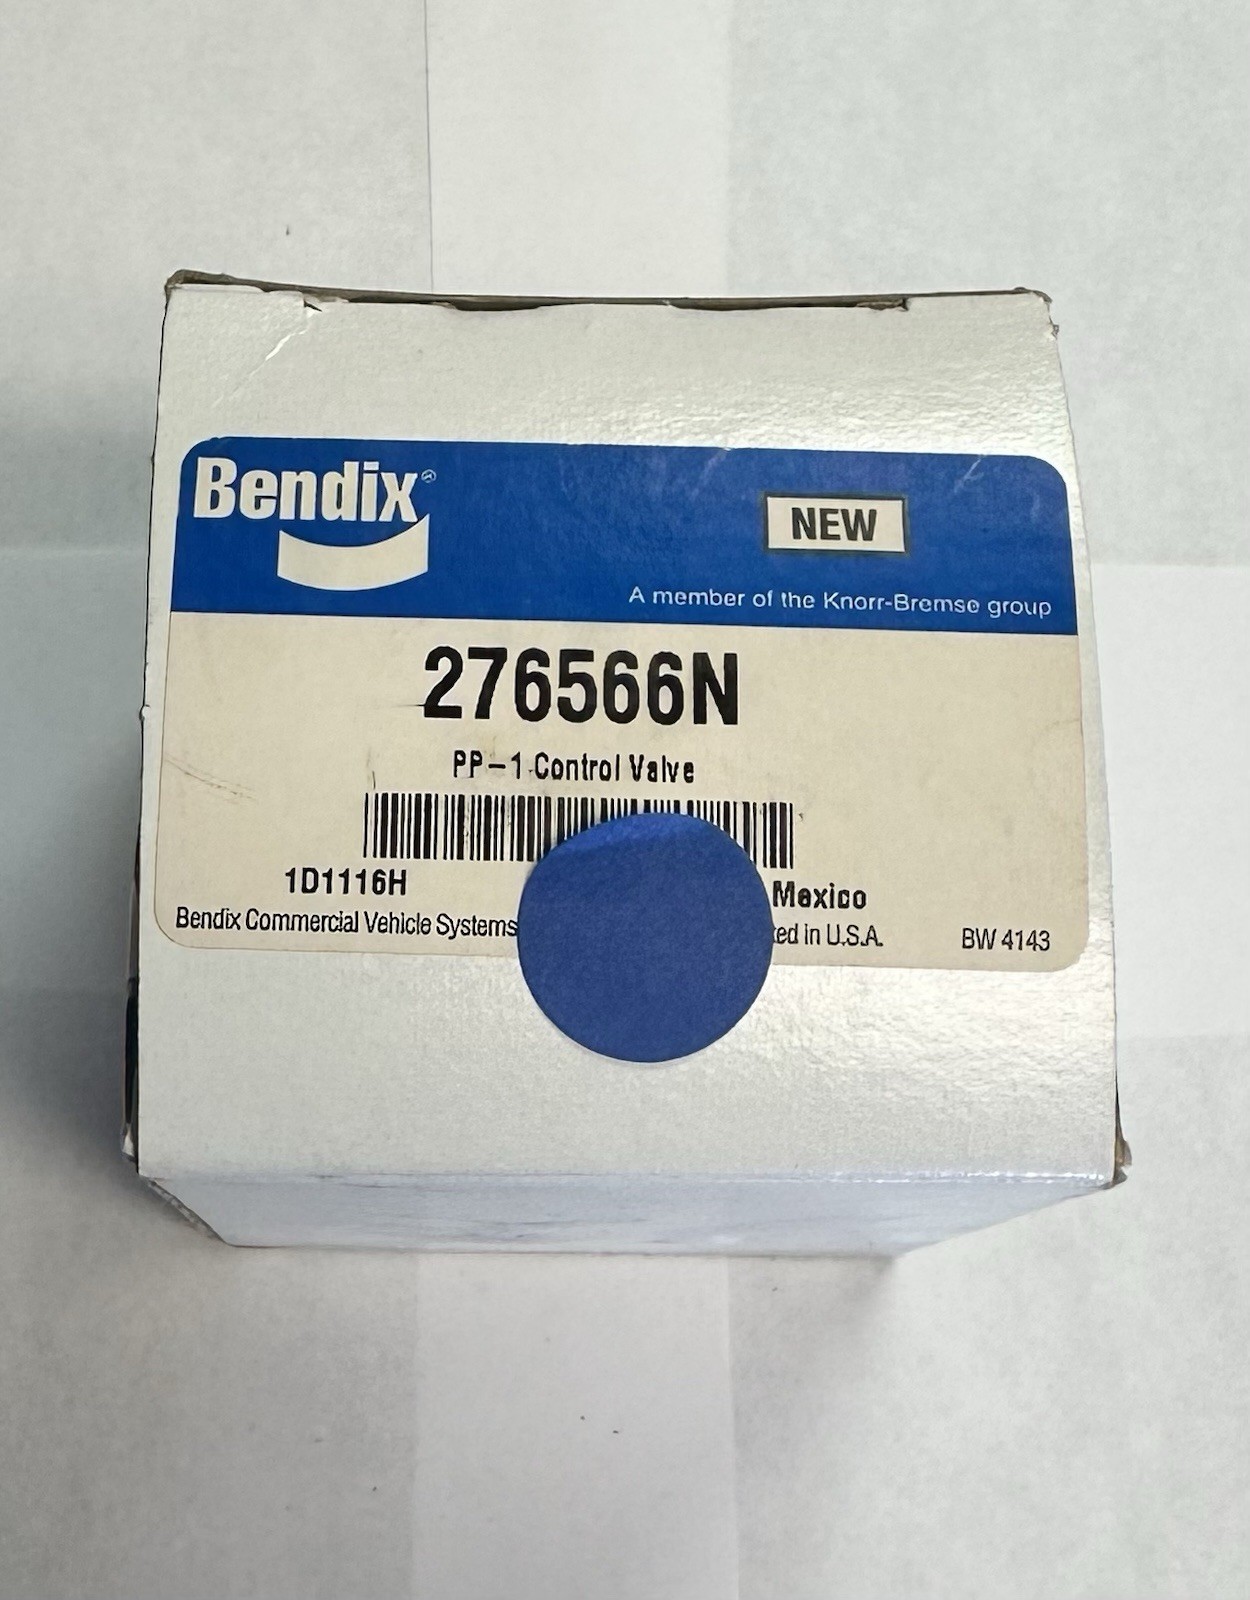 Bendix®
NEW
A member of the Knorr-Bremse group
276566N
PP-1 Control Valve
1D1116H
Mexico
Bendix Commercial Vehicle Systems
in U.S.A.
BW 4143